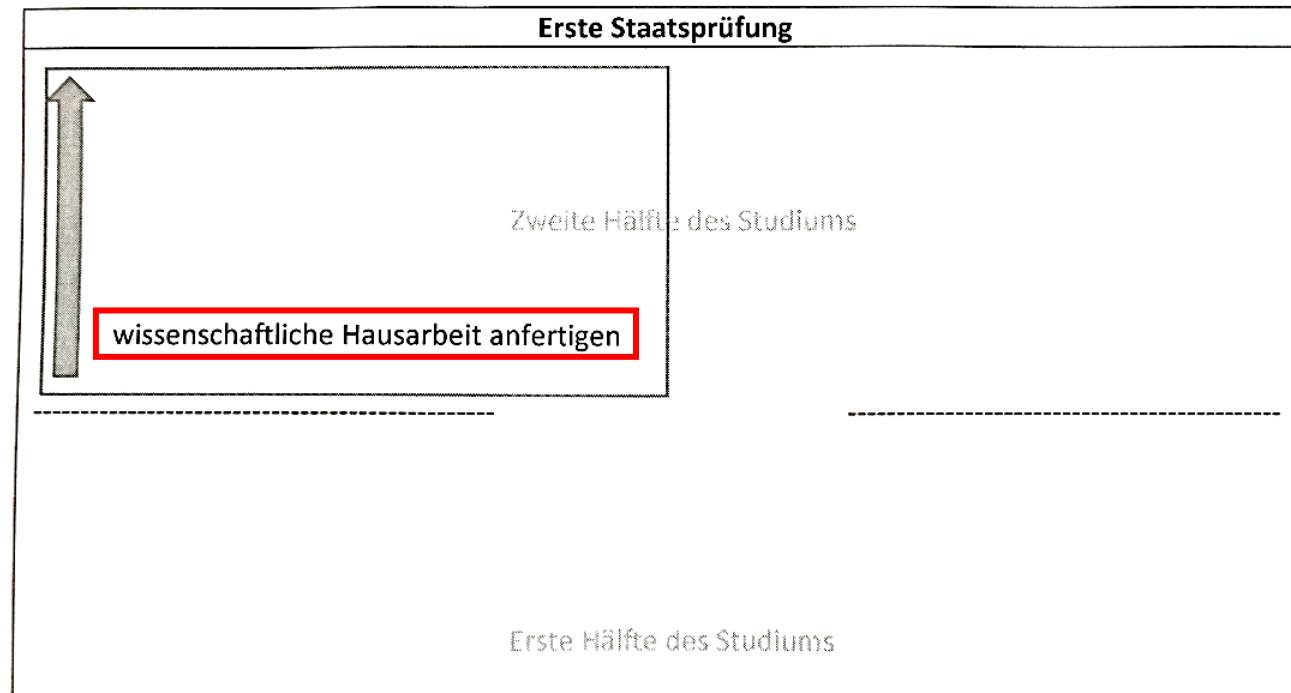 Erste Staatsprüfung
Zweite Hälfte des Studiums
wissenschaftliche Hausarbeit anfertigen
Erste Hälfte des Studiums